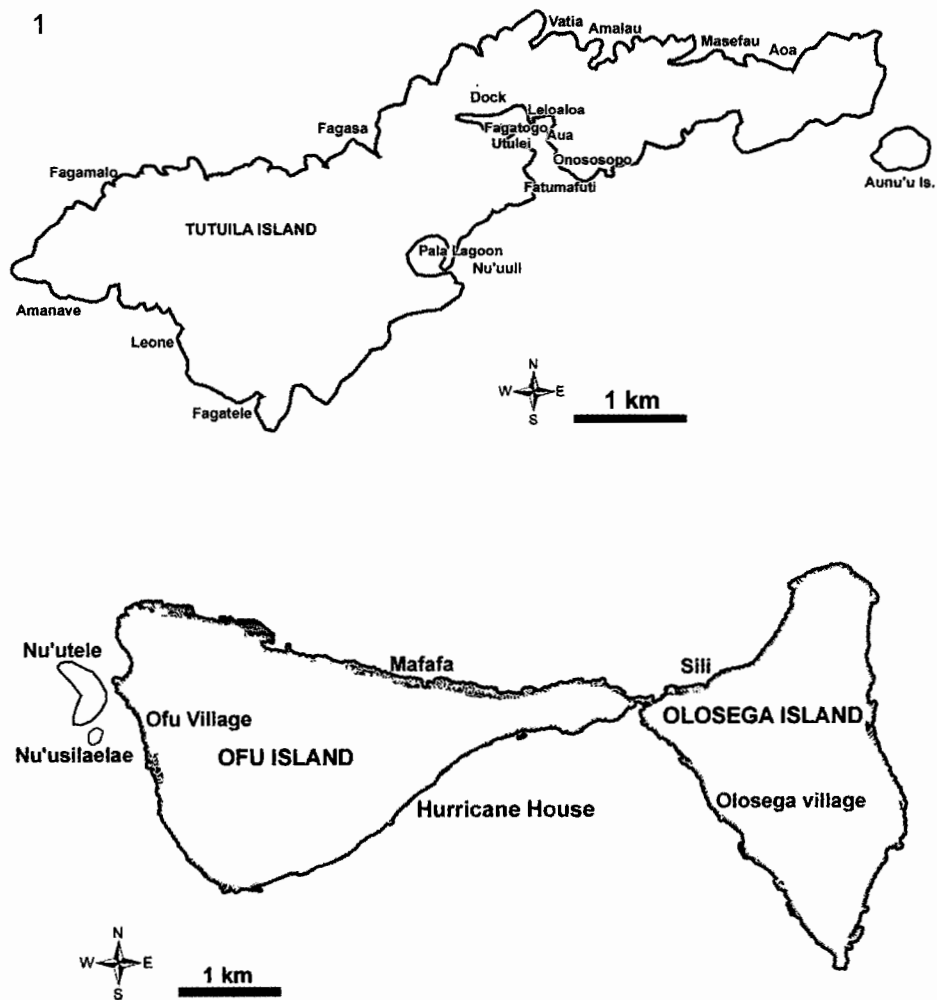 1
Vatia
Amalau
Masefau
Aoa
Dock
Leloaloa
Fagatogo
Aua
Utulei
Fagasa
Onososopo
Fagamalo
Fatumafuti
Aunu'u Is.
TUTUILA ISLAND
Pala Lagoon
Nu'uuli
Amanave
Leone
Fagatele
N
W E
S
1 km
Nu'utele
Mafafa
Sili
Ofu Village
OLOSEGA ISLAND
Nu'usilaelae
OFU ISLAND
Hurricane House
Olosega village
N
W E
S
1 km